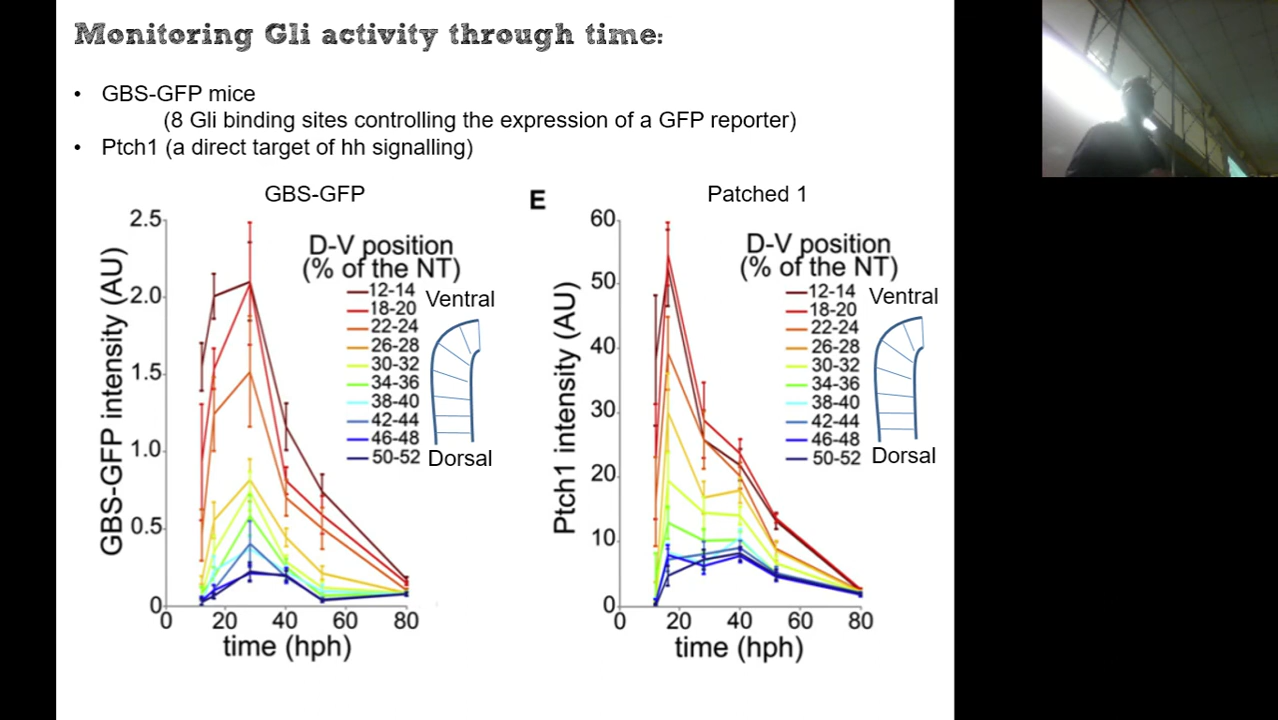 Monitoring Gli activity through time:
• GBS-GFP mice
(8 Gli binding sites controlling the expression of a GFP reporter)
• Ptch1 (a direct target of hh signalling)
GBS-GFP
2.5
2.0
1.5
1.0
0.5
0
GBS-GFP intensity (AU)
D-V position
(% of the NT)
12-14
18-20
22-24
26-28
30-32
34-36
38-40
42-44
46-48
50-52
Ventral
Dorsal
0 20 40 60 80
time (hph)
E
Patched 1
60
50
40
30
20
10
0
Ptch1 intensity (AU)
D-V position
(% of the NT)
12-14
18-20
22-24
26-28
30-32
34-36
38-40
42-44
46-48
50-52
Ventral
Dorsal
0 20 40 60 80
time (hph)